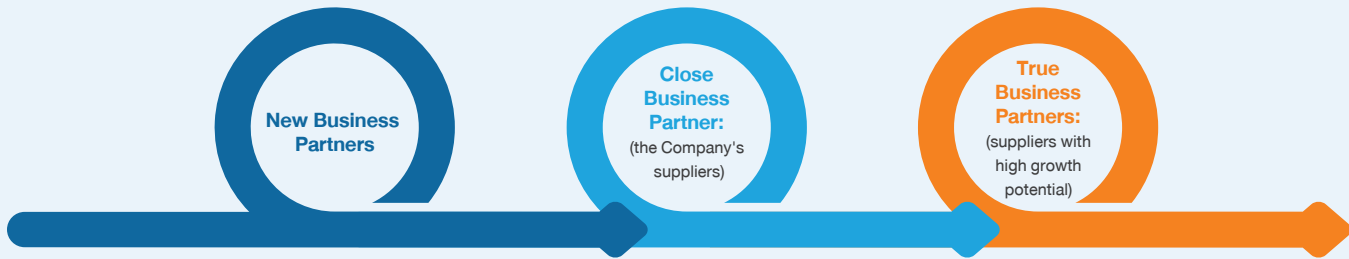 New Business
Partners
Close
Business
Partner:
(the Company's
suppliers)
True
Business
Partners:
(suppliers with
high growth
potential)